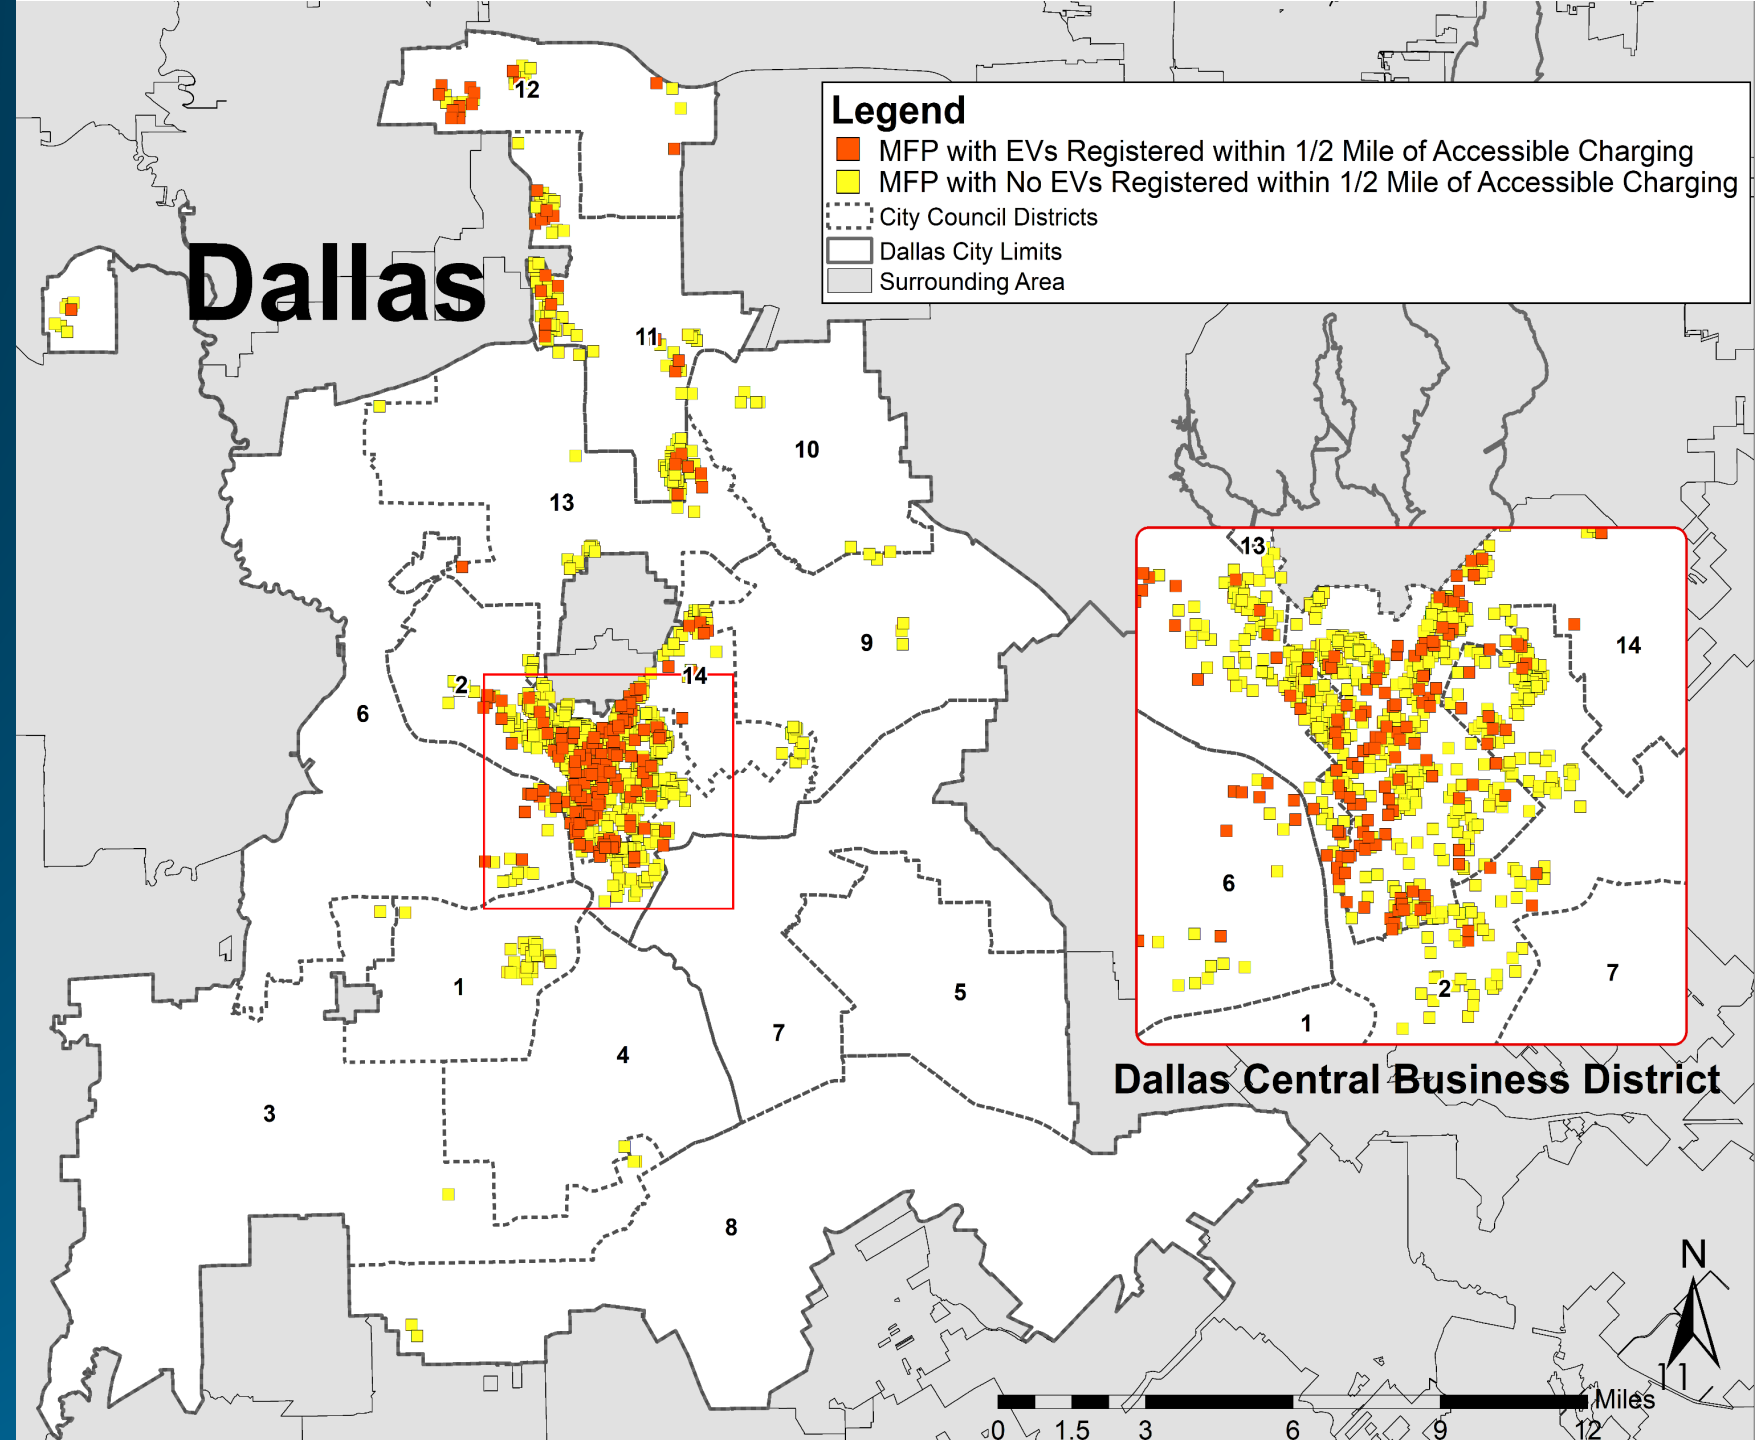 12
Legend
MFP with EVs Registered within 1/2 Mile of Accessible Charging
MFP with No EVs Registered within 1/2 Mile of Accessible Charging
City Council Districts
Dallas City Limits
Surrounding Area
Dallas
11
10
13
9
14
2
6
1
5
7
4
3
8
13
14
6
2
7
1
Dallas Central Business District
N
11
Miles
0 1.5 3 6 9 12